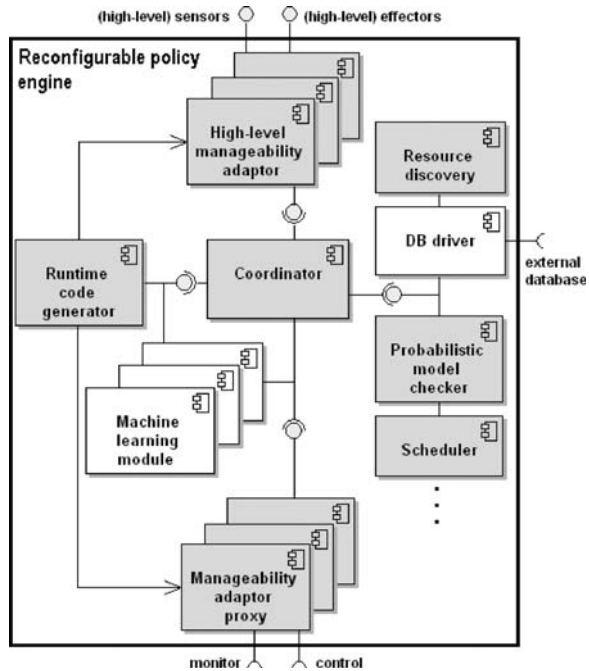 (high-level) sensors
(high-level) effectors
Reconfigurable policy
engine
High-level
manageability
adaptor
Resource
discovery
DB driver
external
database
Runtime
code
generator
Coordinator
Probabilistic
model
checker
Machine
learning
module
Scheduler
Manageability
adaptor
proxy
monitor
control